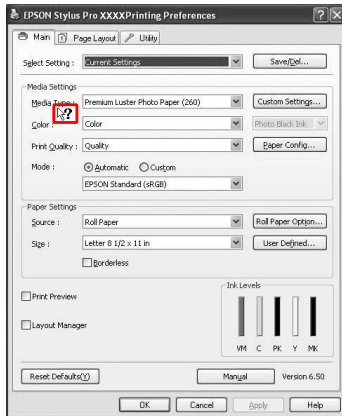 EPSON Stylus Pro XXXXPrinting Preferences
Main Page Layout Utility
Select Setting : Current Settings Save/Del...
Media Settings
Media Type : Premium Luster Photo Paper (260) Custom Settings...
Color : Color Photo Black Ink
Print Quality : Quality Paper Config...
Mode : Automatic Custom
EPSON Standard (sRGB)
Paper Settings
Source : Roll Paper Roll Paper Option...
Size : Letter 8 1/2 x 11 in User Defined...
Borderless
Print Preview
Layout Manager
Ink Levels
VM C PK Y MK
Reset Defaults(Y) Manual Version 6.50
OK Cancel Apply Help